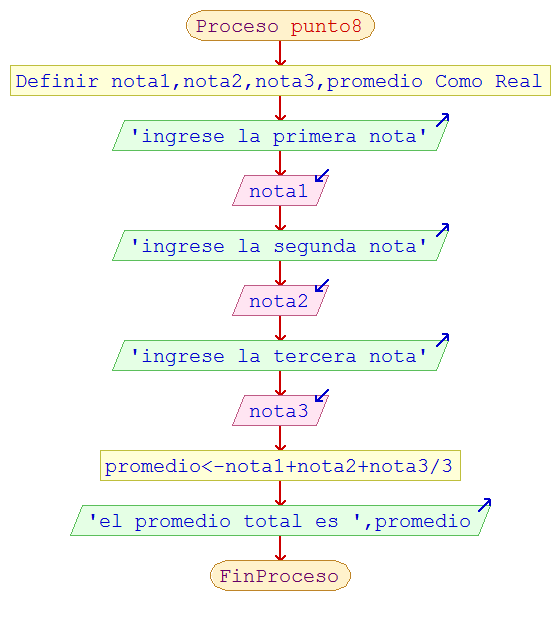 Proceso punto8
Definir nota1,nota2,nota3,promedio Como Real
'ingrese la primera nota'
nota1
'ingrese la segunda nota'
nota2
'ingrese la tercera nota'
nota3
promedio<-nota1+nota2+nota3/3
'el promedio total es ',promedio
FinProceso